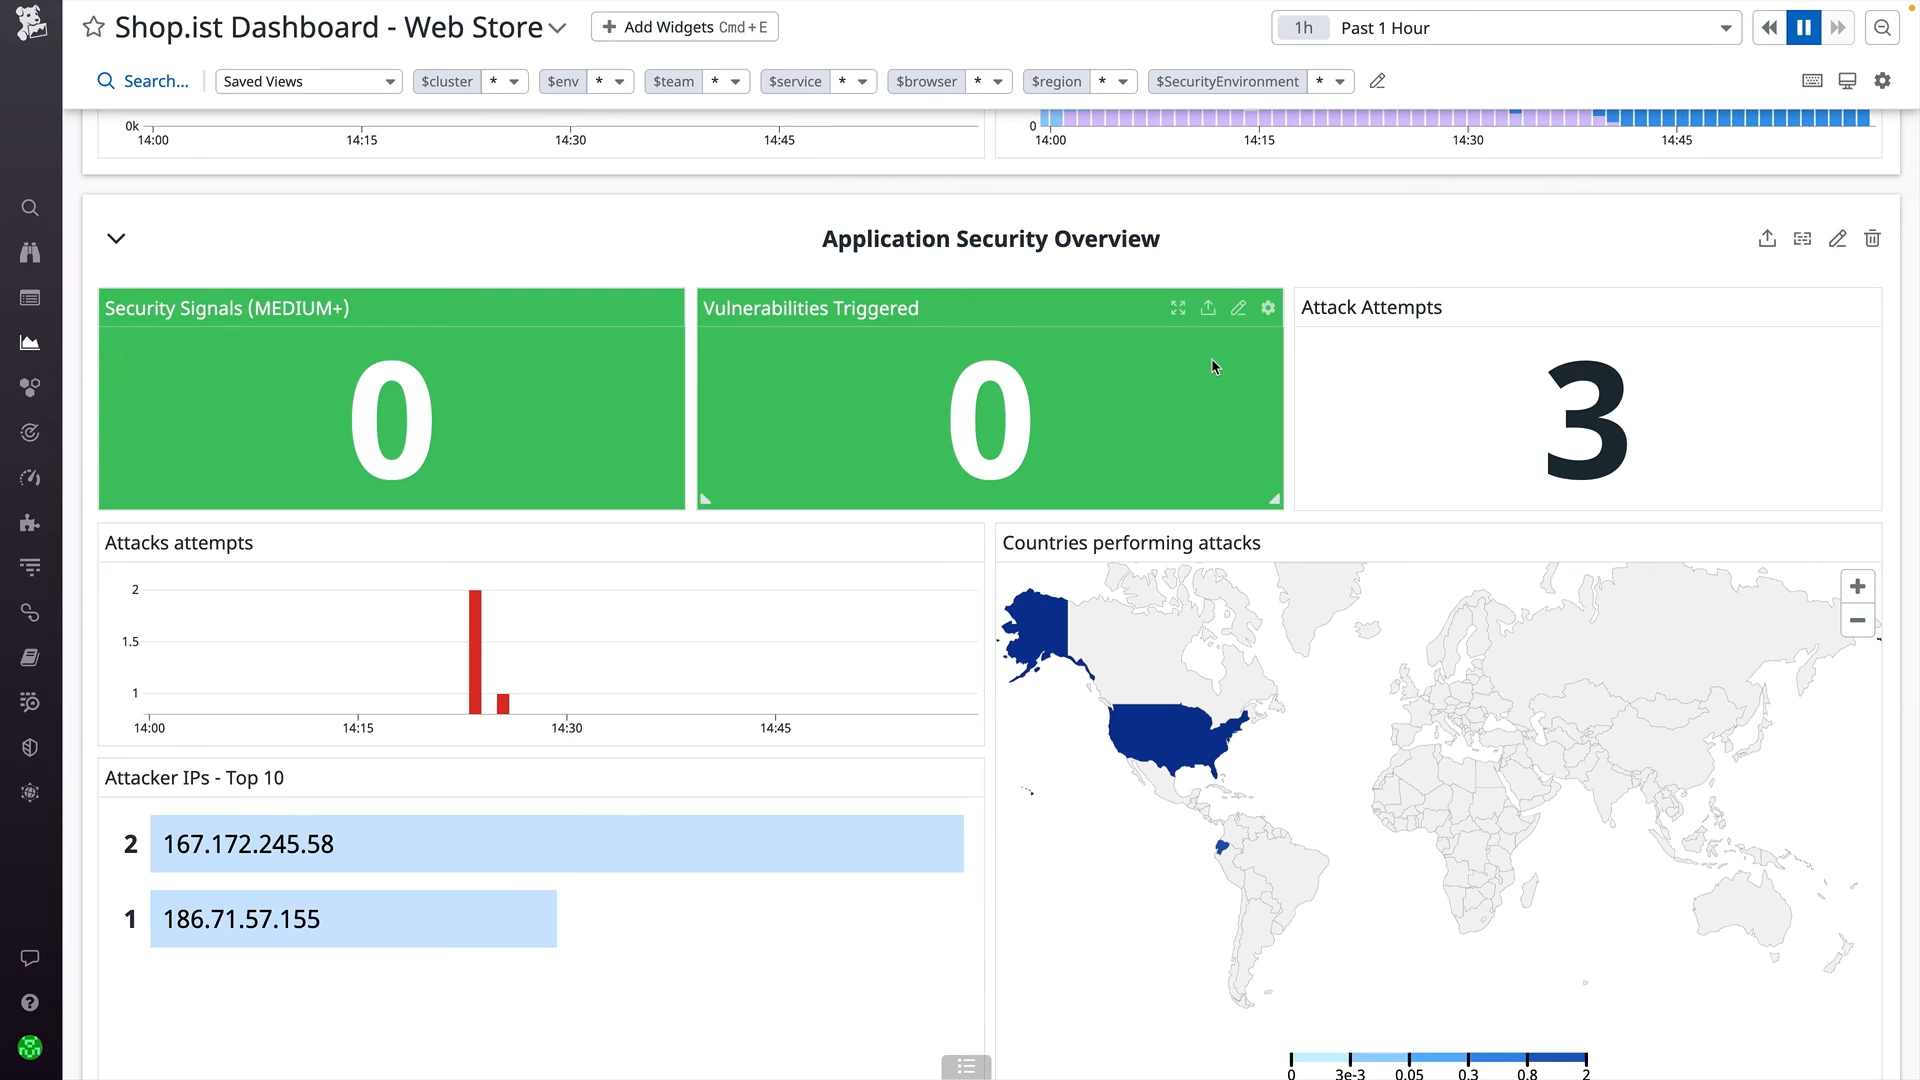 Shop.ist Dashboard - Web Store
Add Widgets Cmd+E
1h Past 1 Hour
Search...
Saved Views
$cluster *
$env *
$team *
$service *
$browser *
$region *
$SecurityEnvironment *
0k
14:00 14:15 14:30 14:45
0
14:00 14:15 14:30 14:45
Application Security Overview
Security Signals (MEDIUM+)
0
Vulnerabilities Triggered
0
Attack Attempts
3
Attacks attempts
2
1.5
1
14:00 14:15 14:30 14:45
Countries performing attacks
0 3e-3 0.05 0.3 0.8 2
Attacker IPs - Top 10
2 167.172.245.58
1 186.71.57.155